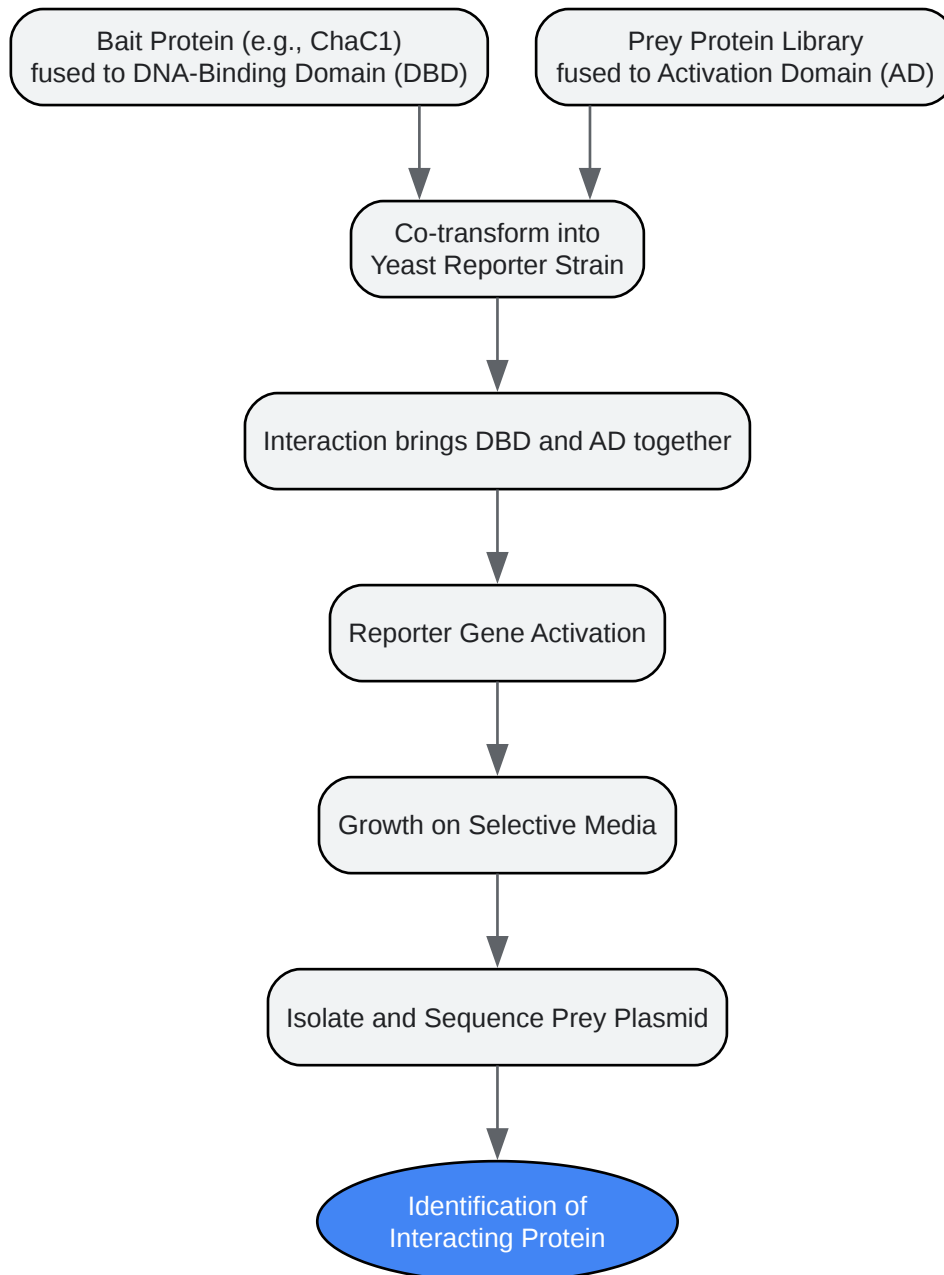 Bait Protein (e.g., ChaC1)
fused to DNA-Binding Domain (DBD)
Prey Protein Library
fused to Activation Domain (AD)
Co-transform into
Yeast Reporter Strain
Interaction brings DBD and AD together
Reporter Gene Activation
Growth on Selective Media
Isolate and Sequence Prey Plasmid
Identification of
Interacting Protein